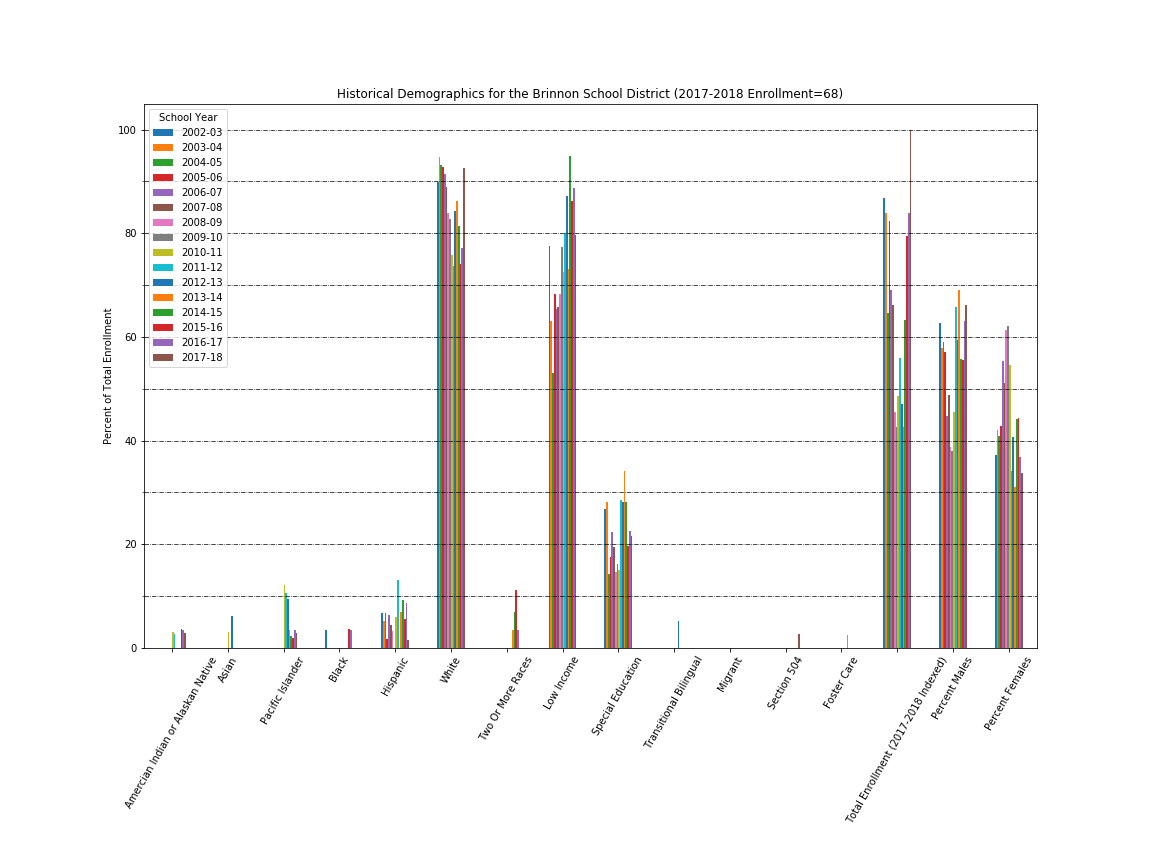 Historical Demographics for the Brinnon School District (2017-2018 Enrollment=68)
School Year
2002-03
2003-04
2004-05
2005-06
2006-07
2007-08
2008-09
2009-10
2010-11
2011-12
2012-13
2013-14
2014-15
2015-16
2016-17
2017-18
Percent of Total Enrollment
100
80
60
40
20
0
Amercian Indian or Alaskan Native
Asian
Pacific Islander
Black
Hispanic
White
Two Or More Races
Low Income
Special Education
Transitional Bilingual
Migrant
Section 504
Foster Care
Total Enrollment (2017-2018 Indexed)
Percent Males
Percent Females